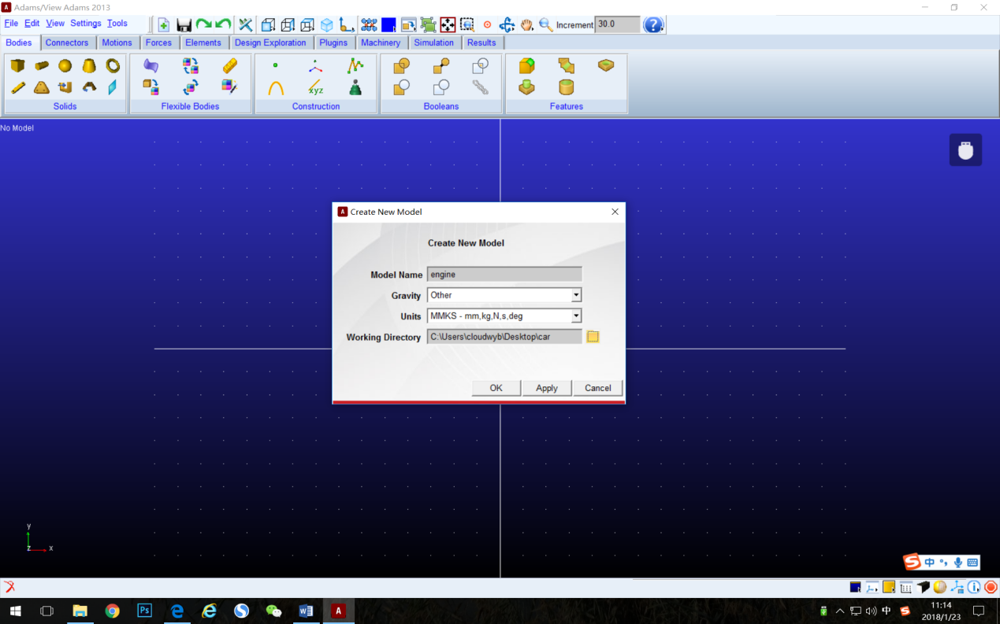 Adams/View Adams 2013
File Edit View Settings Tools Increment 30.0
Bodies Connectors Motions Forces Elements Design Exploration Plugins Machinery Simulation Results
xyz
Solids Flexible Bodies Construction Booleans Features
No Model
Create New Model
Create New Model
Model Name engine
Gravity Other
Units MMKS - mm,kg,N,s,deg
Working Directory C:\Users\cloudwyb\Desktop\car
OK Apply Cancel
y
z x
中
Ps
中
11:14
2018/1/23